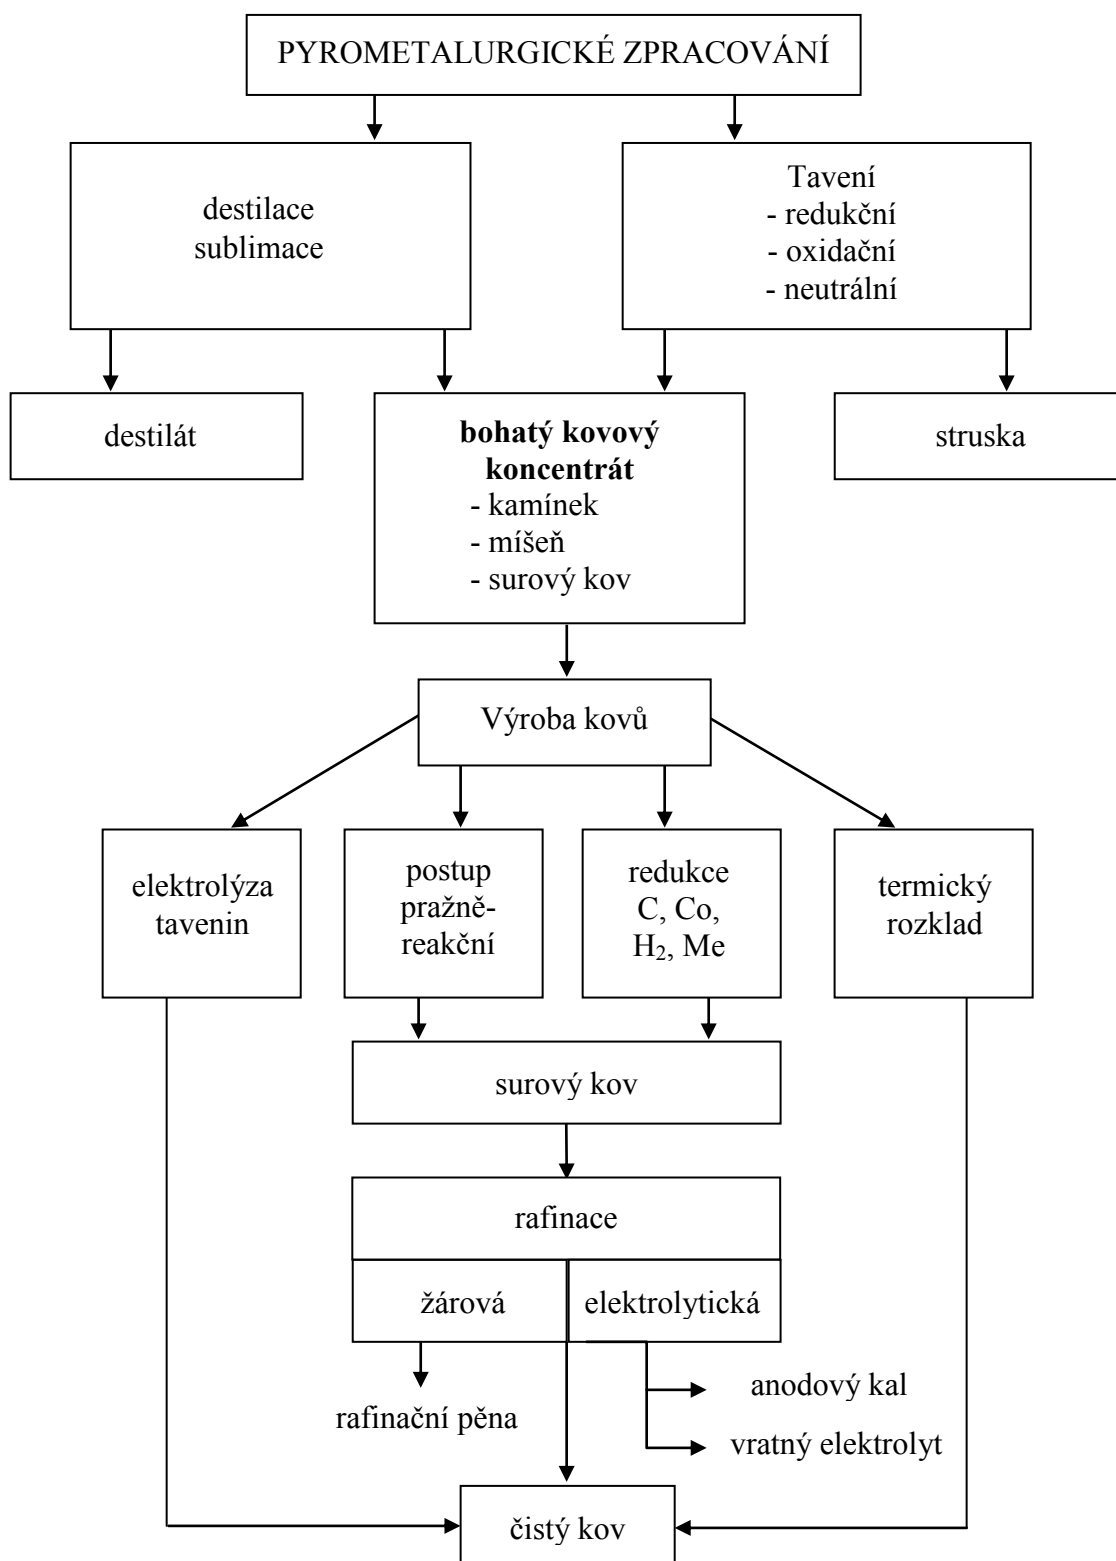 PYROMETALURGICKÉ ZPRACOVÁNÍ
destilace
sublimace
Tavení
- redukční
- oxidační
- neutrální
destilát
bohatý kovový
koncentrát
- kamínek
- míšeň
- surový kov
struska
Výroba kovů
elektrolýza
tavenin
postup
pražně-
reakční
redukce
C, Co,
H₂, Me
termický
rozklad
surový kov
rafinace
žárová
elektrolytická
rafinační pěna
anodový kal
vratný elektrolyt
čistý kov